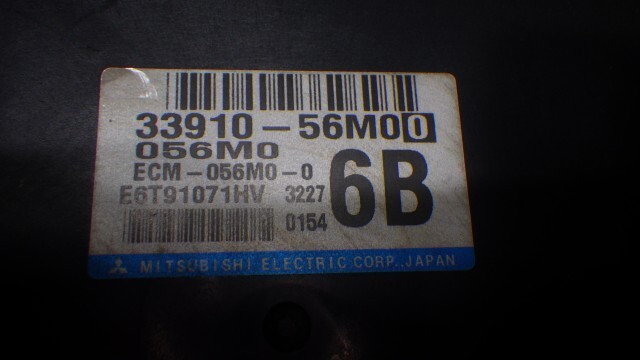 33910-56M00
056M0
ECM-056M0-0
E6T91071HV 3227
0154
6B
MITSUBISHI ELECTRIC CORP., JAPAN